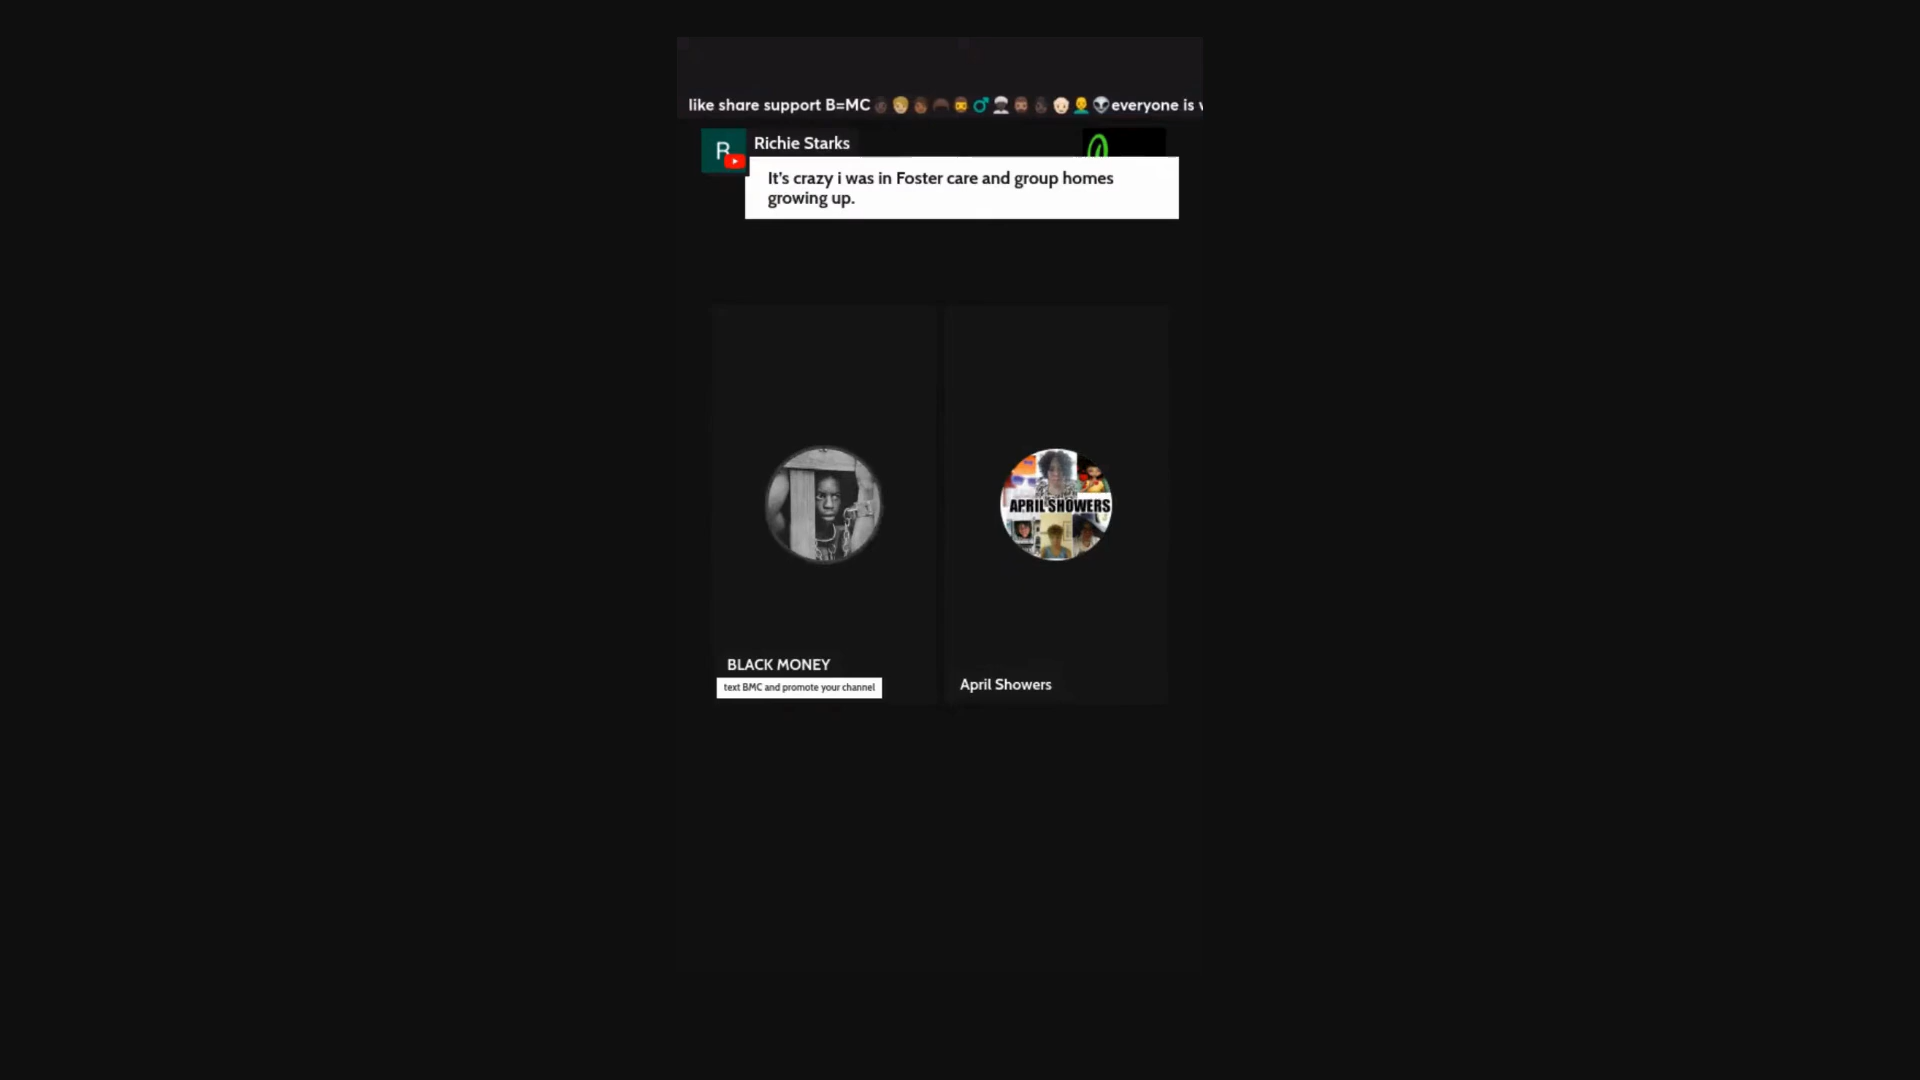 like share support B=MC👨🏿👨🏼👨🏾👨🏿‍🦱🧔♂👨🏿‍✈️🧔🏾👨🏿👴🏻🤦‍♂️👽everyone is
Richie Starks
R
It's crazy i was in Foster care and group homes
growing up.
APRIL SHOWERS
BLACK MONEY
text BMC and promote your channel
April Showers